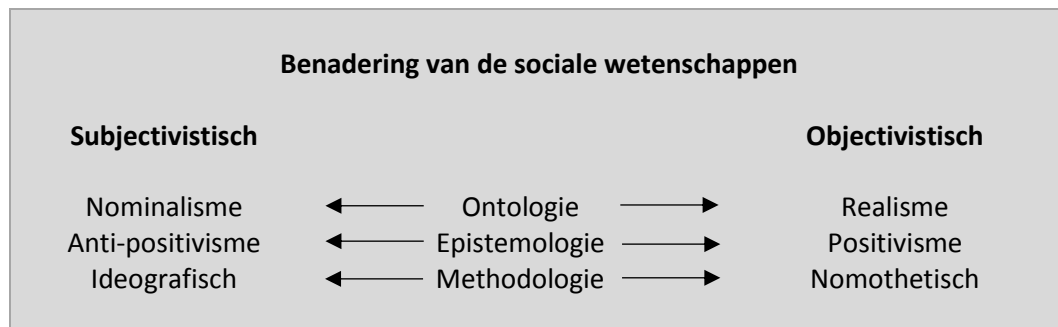 Benadering van de sociale wetenschappen
Subjectivistisch Objectivistisch
Nominalisme Ontologie Realisme
Anti-positivisme Epistemologie Positivisme
Ideografisch Methodologie Nomothetisch